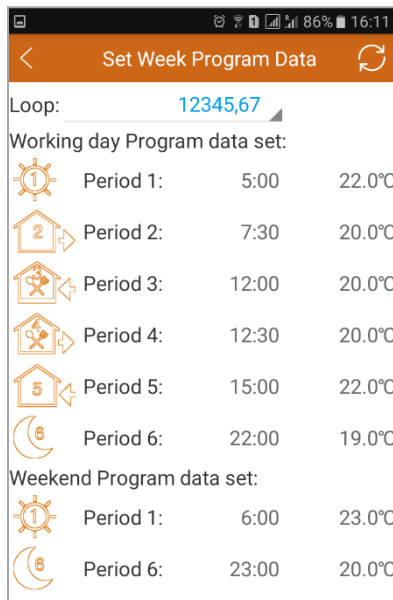 86% 16:11
Set Week Program Data
Loop: 12345,67
Working day Program data set:
1 Period 1: 5:00 22.0℃
2 Period 2: 7:30 20.0℃
3 Period 3: 12:00 20.0℃
4 Period 4: 12:30 20.0℃
5 Period 5: 15:00 22.0℃
6 Period 6: 22:00 19.0℃
Weekend Program data set:
1 Period 1: 6:00 23.0℃
6 Period 6: 23:00 20.0℃